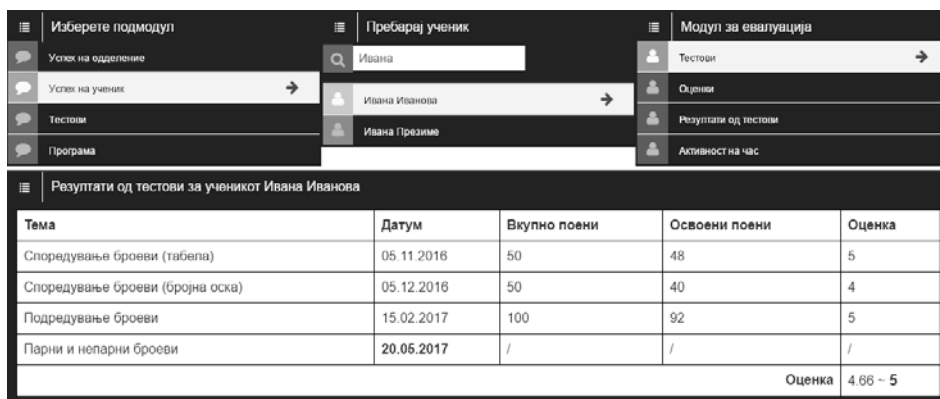 Изберете подмодул
Успех на одделение
Успех на ученик
Тестови
Програма
Пребарај ученик
Ивана
Ивана Иванова
Ивана Презиме
Модул за евалуација
Тестови
Оценки
Резултати од тестови
Активност на час
Резултати од тестови за ученикот Ивана Иванова
Тема Датум Вкупно поени Освоени поени Оценка
Споредување броеви (табела) 05.11.2016 50 48 5
Споредување броеви (бројна оска) 05.12.2016 50 40 4
Подредување броеви 15.02.2017 100 92 5
Парни и непарни броеви 20.05.2017 / / /
Оценка 4.66 ~ 5